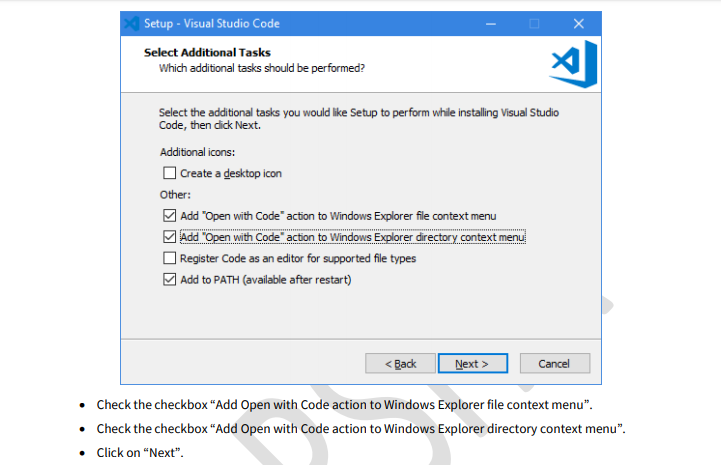 Setup - Visual Studio Code
Select Additional Tasks
Which additional tasks should be performed?
Select the additional tasks you would like Setup to perform while installing Visual Studio
Code, then click Next.
Additional icons:
Create a desktop icon
Other:
Add "Open with Code" action to Windows Explorer file context menu
Add "Open with Code" action to Windows Explorer directory context menu
Register Code as an editor for supported file types
Add to PATH (available after restart)
< Back Next > Cancel
• Check the checkbox “Add Open with Code action to Windows Explorer file context menu”.
• Check the checkbox “Add Open with Code action to Windows Explorer directory context menu”.
• Click on “Next”.